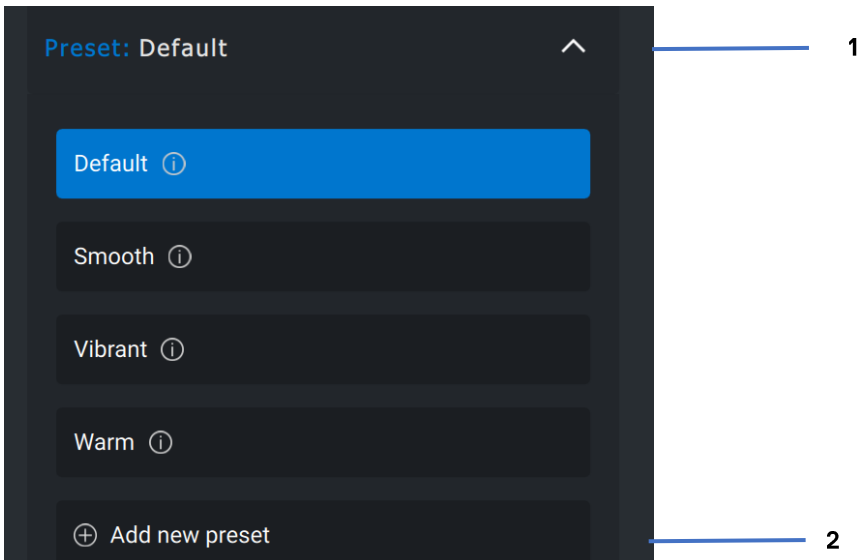 Preset: Default
1
Default
Smooth
Vibrant
Warm
Add new preset
2